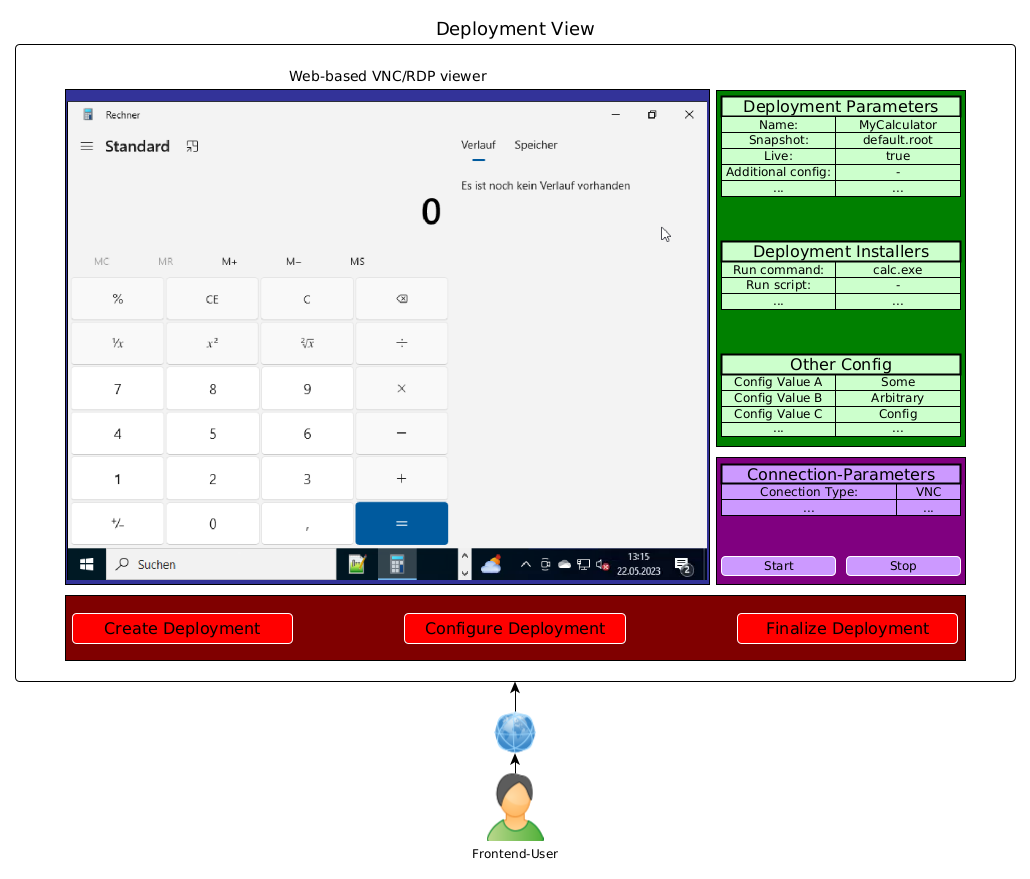 Deployment View
Web-based VNC/RDP viewer
Rechner
Standard
Verlauf Speicher
Es ist noch kein Verlauf vorhanden
0
MC MR M+ M− MS
% CE C ⌫
¹/x x² ²√x ÷
7 8 9 ×
4 5 6 −
1 2 3 +
+/− 0 , =
Suchen
13:15
22.05.2023
2
Deployment Parameters
Name: MyCalculator
Snapshot: default.root
Live: true
Additional config: -
... ...
Deployment Installers
Run command: calc.exe
Run script: -
... ...
Other Config
Config Value A Some
Config Value B Arbitrary
Config Value C Config
... ...
Connection-Parameters
Conection Type: VNC
... ...
Start Stop
Create Deployment Configure Deployment Finalize Deployment
Frontend-User